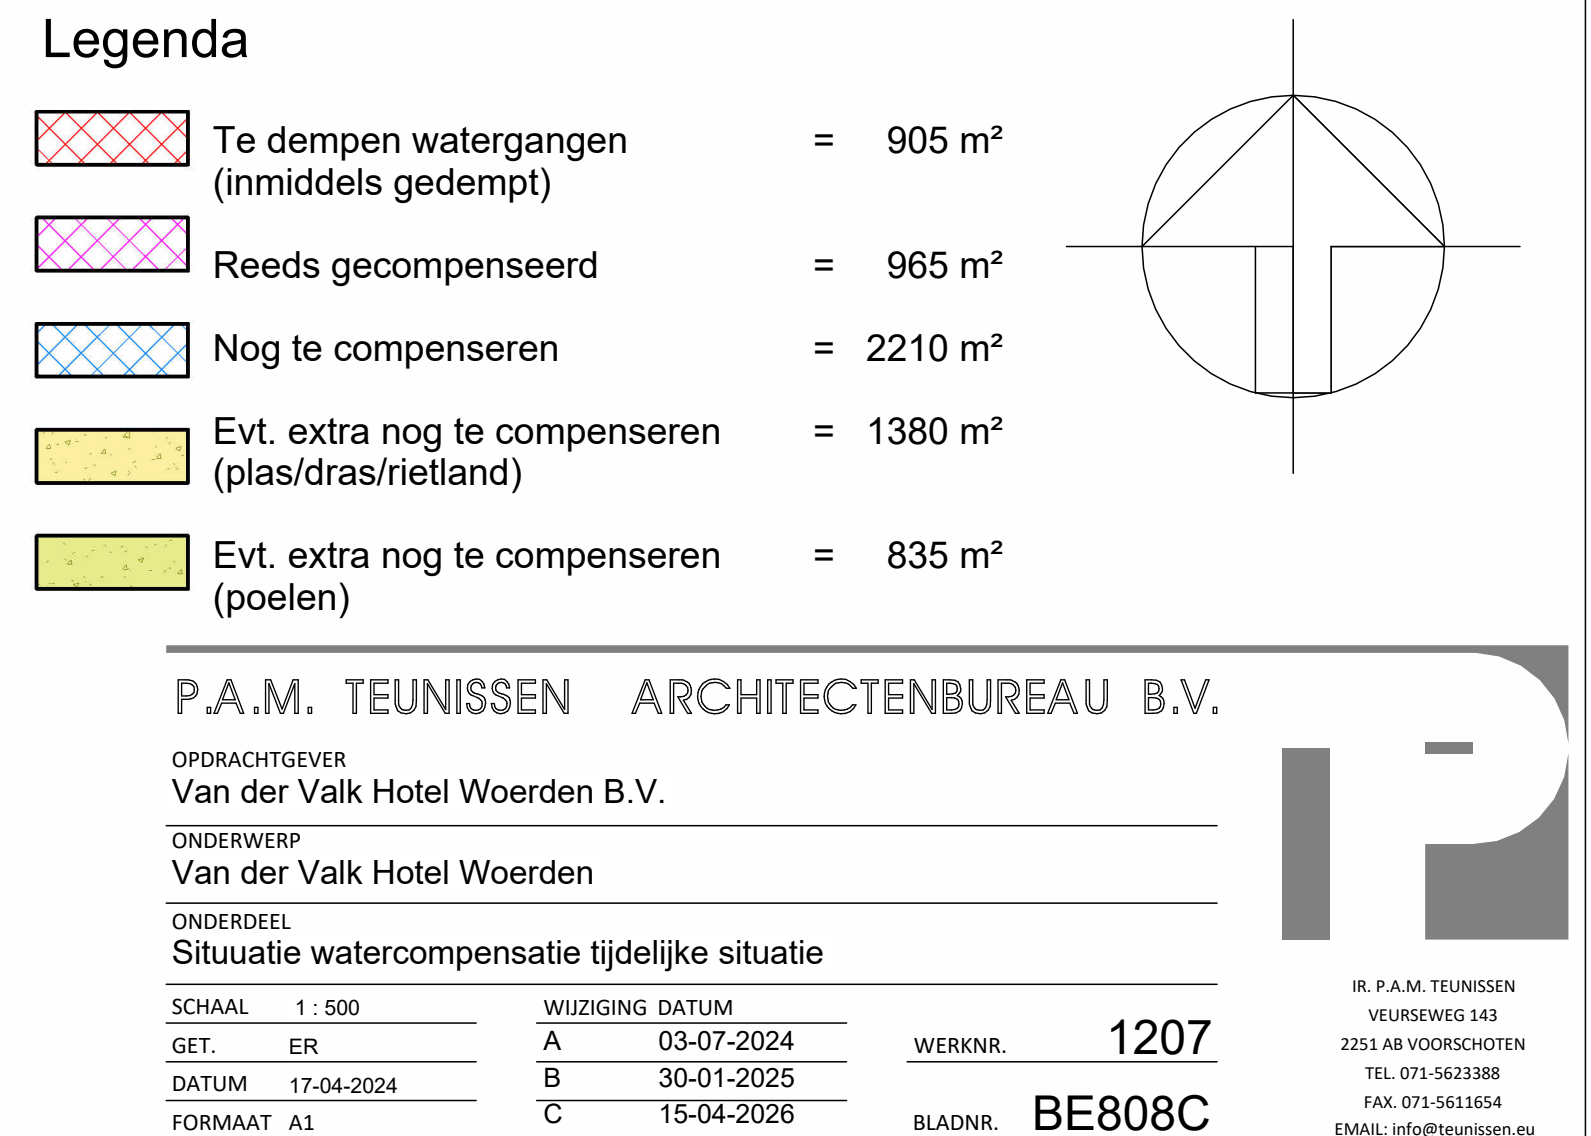 Legenda
Te dempen watergangen = 905 m²
(inmiddels gedempt)
Reeds gecompenseerd = 965 m²
Nog te compenseren = 2210 m²
Evt. extra nog te compenseren = 1380 m²
(plas/dras/rietland)
Evt. extra nog te compenseren = 835 m²
(poelen)
P.A.M. TEUNISSEN ARCHITECTENBUREAU B.V.
OPDRACHTGEVER
Van der Valk Hotel Woerden B.V.
ONDERWERP
Van der Valk Hotel Woerden
ONDERDEEL
Situuatie watercompensatie tijdelijke situatie
SCHAAL 1 : 500
GET. ER
DATUM 17-04-2024
FORMAAT A1
WIJZIGING DATUM
A 03-07-2024
B 30-01-2025
C 15-04-2026
WERKNR. 1207
BLADNR. BE808C
IR. P.A.M. TEUNISSEN
VEURSEWEG 143
2251 AB VOORSCHOTEN
TEL. 071-5623388
FAX. 071-5611654
EMAIL: info@teunissen.eu